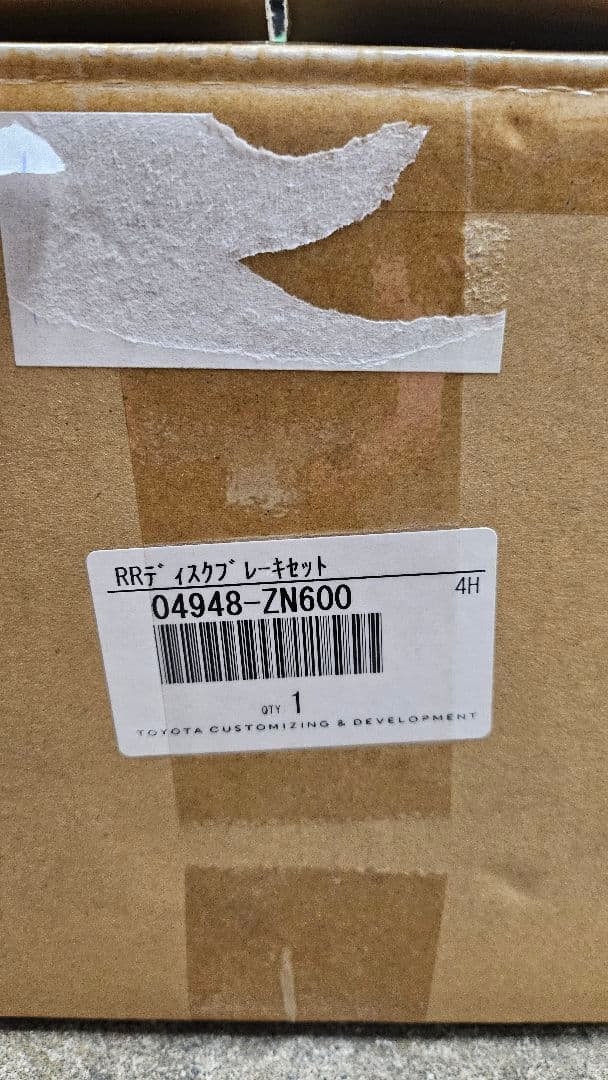 RRﾃﾞｨｽｸﾌﾞﾚｰｷｾｯﾄ
04948-ZN600
4H
QTY 1
TOYOTA CUSTOMIZING & DEVELOPMENT